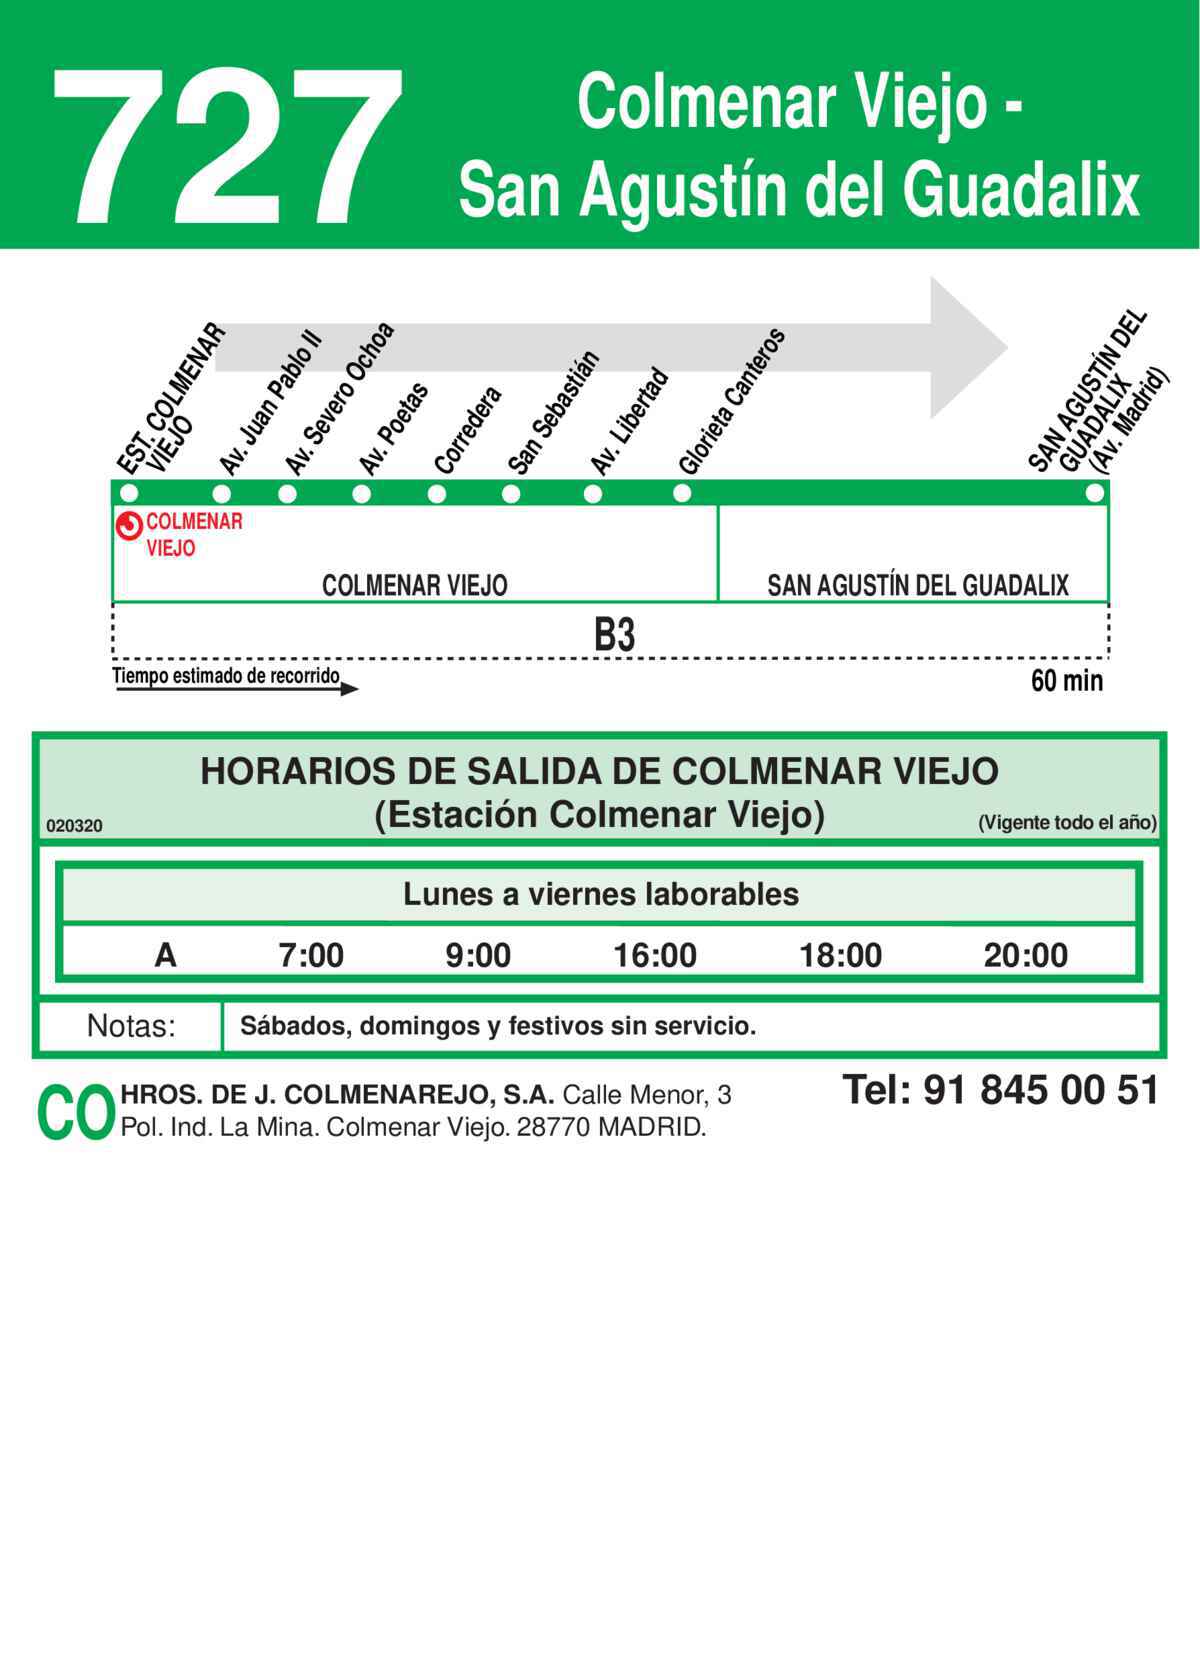 727
Colmenar Viejo -
San Agustín del Guadalix
EST. COLMENAR
VIEJO
Av. Juan Pablo II
Av. Severo Ochoa
Av. Poetas
Corredera
San Sebastián
Av. Libertad
Glorieta Canteros
SAN AGUSTÍN DEL
GUADALIX
(Av. Madrid)
COLMENAR
VIEJO
COLMENAR VIEJO SAN AGUSTÍN DEL GUADALIX
B3
Tiempo estimado de recorrido 60 min
HORARIOS DE SALIDA DE COLMENAR VIEJO
(Estación Colmenar Viejo)
020320 (Vigente todo el año)
Lunes a viernes laborables
A 7:00 9:00 16:00 18:00 20:00
Notas: Sábados, domingos y festivos sin servicio.
CO HROS. DE J. COLMENAREJO, S.A. Calle Menor, 3 Tel: 91 845 00 51
Pol. Ind. La Mina. Colmenar Viejo. 28770 MADRID.